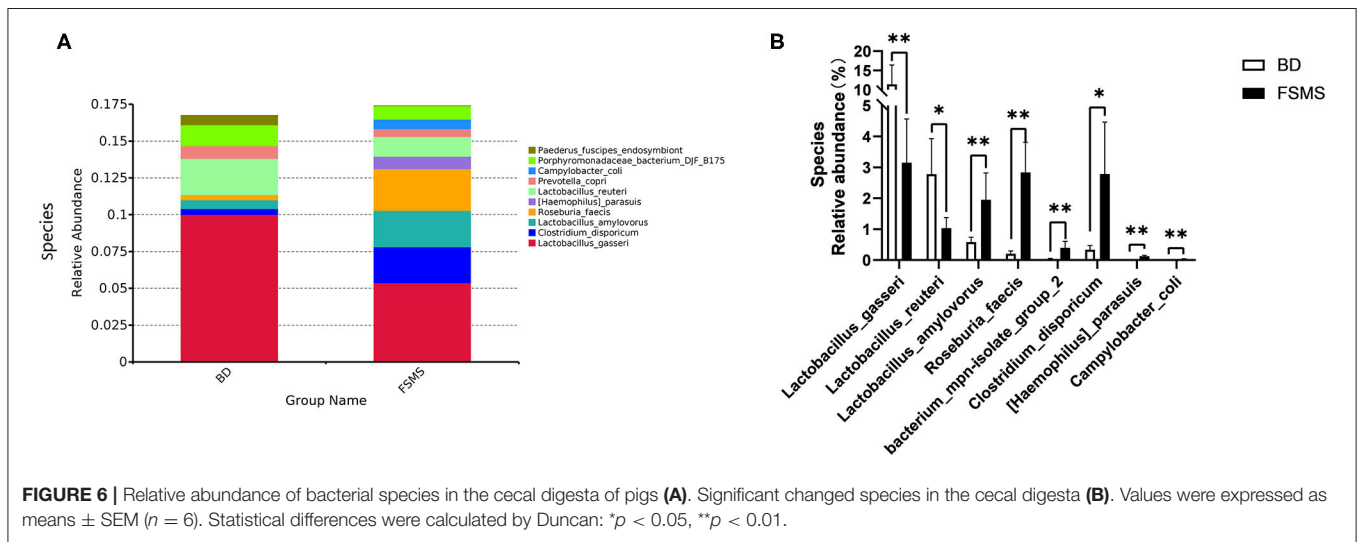 A
Species
Relative Abundance
0.175
0.15
0.125
0.1
0.075
0.05
0.025
0
BD
FSMS
Group Name
Paederus_fuscipes_endosymbiont
Porphyromonadaceae_bacterium_DJF_B175
Campylobacter_coli
Prevotella_copri
Lactobacillus_reuteri
[Haemophilus]_parasuis
Roseburia_faecis
Lactobacillus_amylovorus
Clostridium_disporicum
Lactobacillus_gasseri
B
Species
Relative abundance (%)
20
15
10
5
4
3
2
1
0
**
*
**
**
**
*
**
**
BD
FSMS
Lactobacillus_gasseri
Lactobacillus_reuteri
Lactobacillus_amylovorus
Roseburia_faecis
bacterium_mpn-isolate_group_2
Clostridium_disporicum
[Haemophilus]_parasuis
Campylobacter_coli
FIGURE 6 | Relative abundance of bacterial species in the cecal digesta of pigs (A). Significant changed species in the cecal digesta (B). Values were expressed as
means ± SEM (n = 6). Statistical differences were calculated by Duncan: *p < 0.05, **p < 0.01.